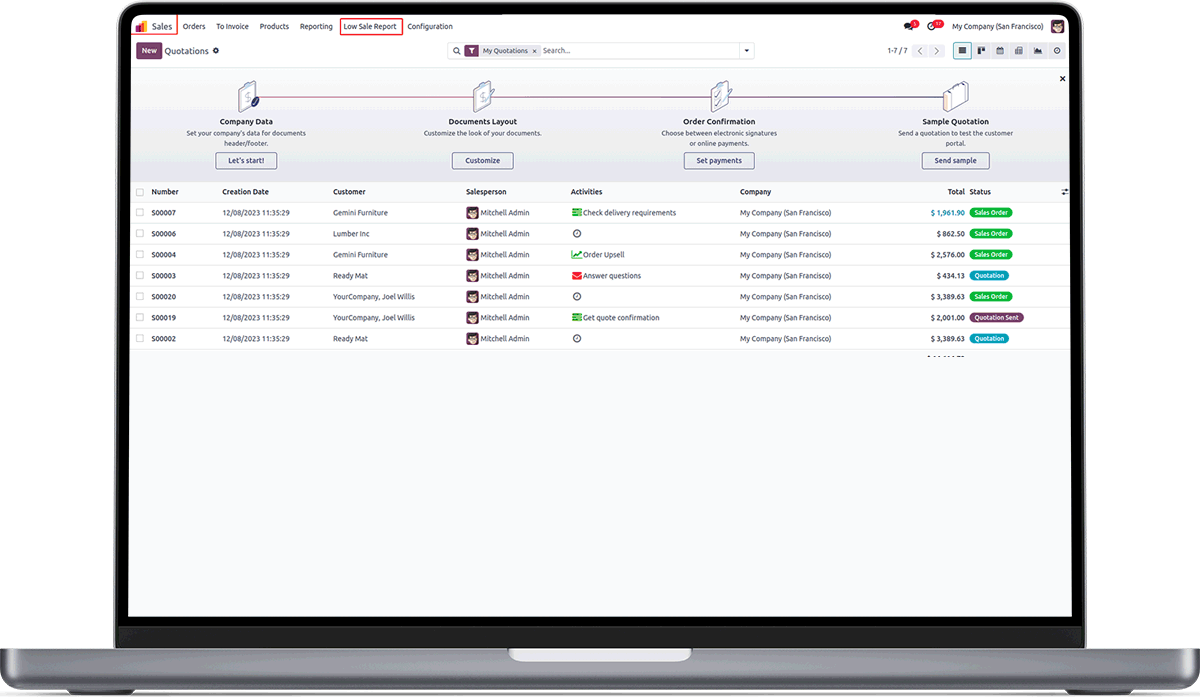 Sales Orders To Invoice Products Reporting Low Sale Report Configuration 5 17 My Company (San Francisco)
New Quotations My Quotations × Search... 1-7 / 7
Company Data Documents Layout Order Confirmation Sample Quotation
Set your company's data for documents Customize the look of your documents. Choose between electronic signatures Send a quotation to test the customer
header/footer. or online payments. portal.
Let's start! Customize Set payments Send sample
Number Creation Date Customer Salesperson Activities Company Total Status
S00007 12/08/2023 11:35:29 Gemini Furniture Mitchell Admin Check delivery requirements My Company (San Francisco) $ 1,961.90 Sales Order
S00006 12/08/2023 11:35:29 Lumber Inc Mitchell Admin My Company (San Francisco) $ 862.50 Sales Order
S00004 12/08/2023 11:35:29 Gemini Furniture Mitchell Admin Order Upsell My Company (San Francisco) $ 2,576.00 Sales Order
S00003 12/08/2023 11:35:29 Ready Mat Mitchell Admin Answer questions My Company (San Francisco) $ 434.13 Quotation
S00020 12/08/2023 11:35:29 YourCompany, Joel Willis Mitchell Admin My Company (San Francisco) $ 3,389.63 Sales Order
S00019 12/08/2023 11:35:29 YourCompany, Joel Willis Mitchell Admin Get quote confirmation My Company (San Francisco) $ 2,001.00 Quotation Sent
S00002 12/08/2023 11:35:29 Ready Mat Mitchell Admin My Company (San Francisco) $ 3,389.63 Quotation